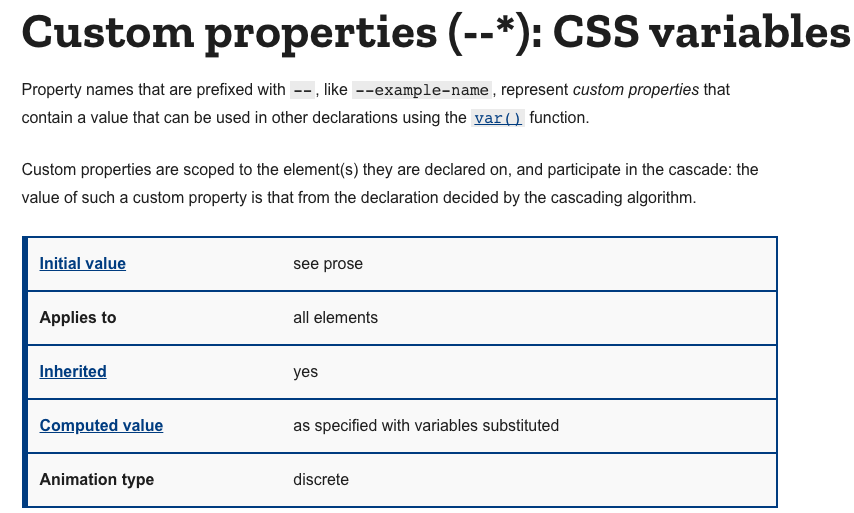 Custom properties (--*): CSS variables
Property names that are prefixed with --, like --example-name, represent custom properties that
contain a value that can be used in other declarations using the var() function.
Custom properties are scoped to the element(s) they are declared on, and participate in the cascade: the
value of such a custom property is that from the declaration decided by the cascading algorithm.
Initial value see prose
Applies to all elements
Inherited yes
Computed value as specified with variables substituted
Animation type discrete